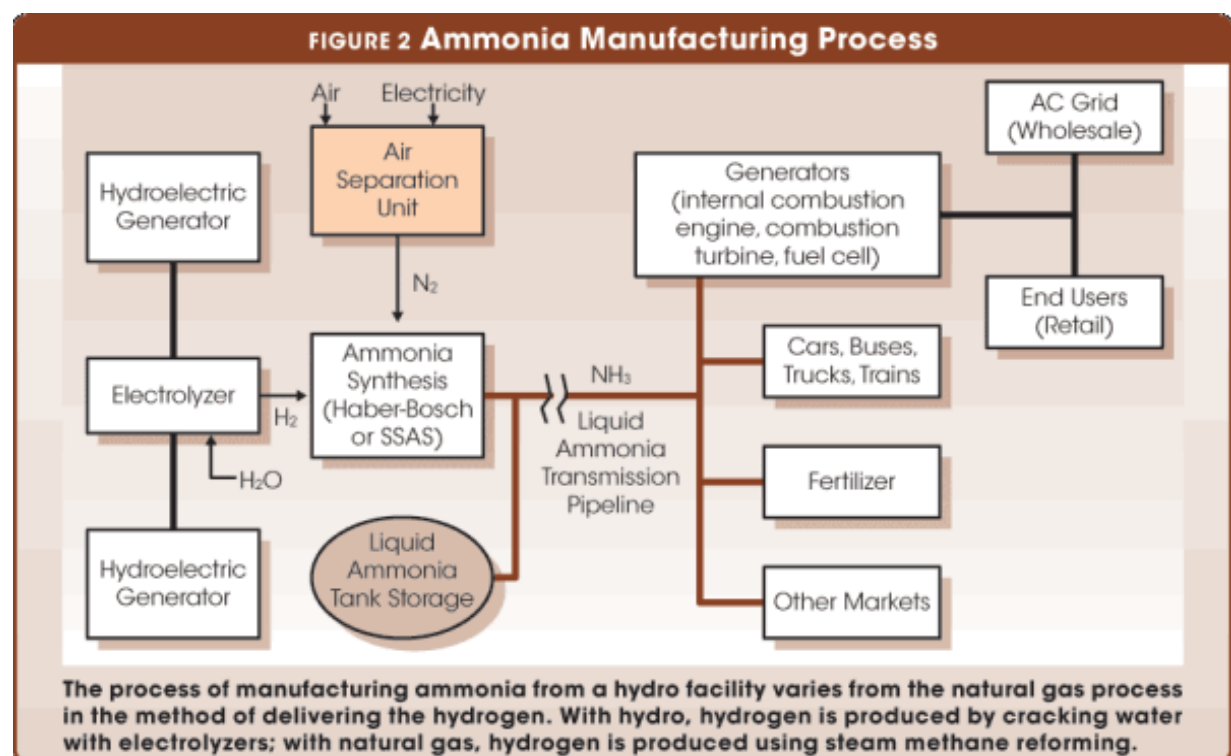 FIGURE 2 Ammonia Manufacturing Process
Air
Electricity
Air
Separation
Unit
Hydroelectric
Generator
N₂
Electrolyzer
H₂
H₂O
Hydroelectric
Generator
Ammonia
Synthesis
(Haber-Bosch
or SSAS)
Liquid
Ammonia
Tank Storage
NH₃
Liquid
Ammonia
Transmission
Pipeline
Generators
(internal combustion
engine, combustion
turbine, fuel cell)
AC Grid
(Wholesale)
End Users
(Retail)
Cars, Buses,
Trucks, Trains
Fertilizer
Other Markets
The process of manufacturing ammonia from a hydro facility varies from the natural gas process
in the method of delivering the hydrogen. With hydro, hydrogen is produced by cracking water
with electrolyzers; with natural gas, hydrogen is produced using steam methane reforming.